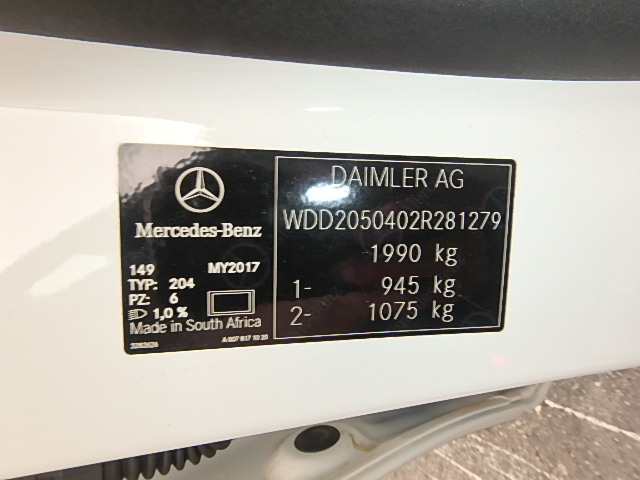 Mercedes-Benz
149 MY2017
TYP: 204
PZ: 6
1,0 %
Made in South Africa
DAIMLER AG
WDD2050402R281279
1990 kg
1- 945 kg
2- 1075 kg